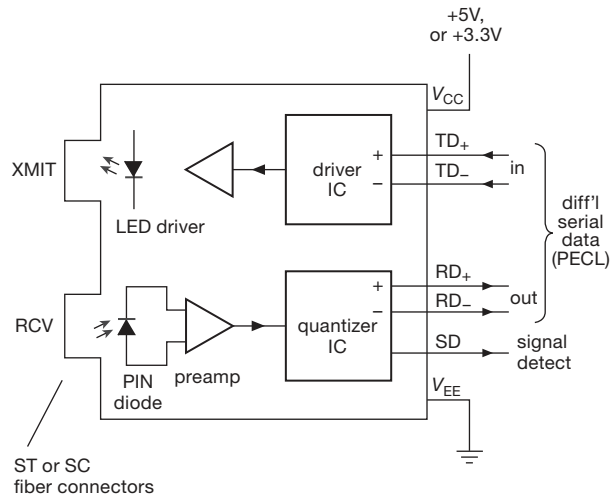 +5V,
or +3.3V
VCC
XMIT
LED driver
driver
IC
+
−
TD+
TD−
in
diff'l
serial
data
(PECL)
RCV
PIN
diode
preamp
quantizer
IC
+
−
RD+
RD−
out
SD
signal
detect
VEE
ST or SC
fiber connectors